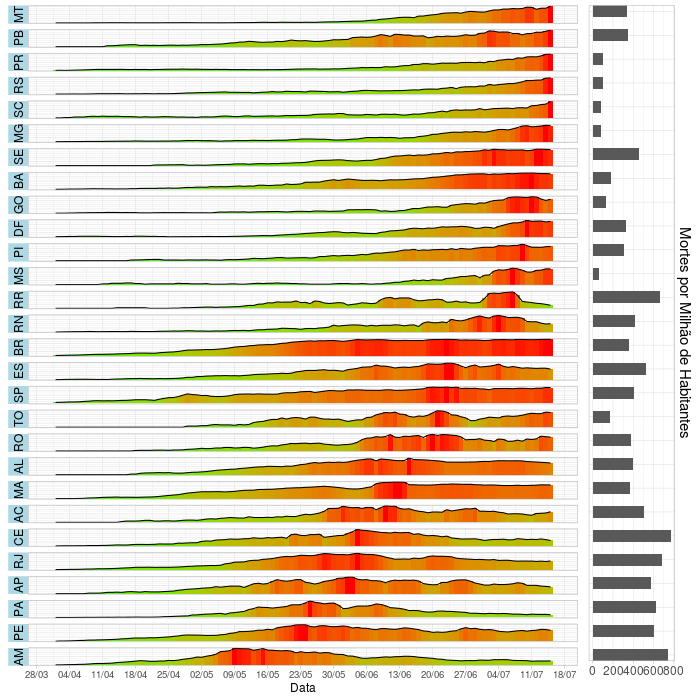 MT
PB
PR
RS
SC
MG
SE
BA
GO
DF
PI
MS
RR
RN
BR
ES
SP
TO
RO
AL
MA
AC
CE
RJ
AP
PA
PE
AM
28/03 04/04 11/04 18/04 25/04 02/05 09/05 16/05 23/05 30/05 06/06 13/06 20/06 27/06 04/07 11/07 18/07
Data
0 200 400 600 800
Mortes por Milhão de Habitantes